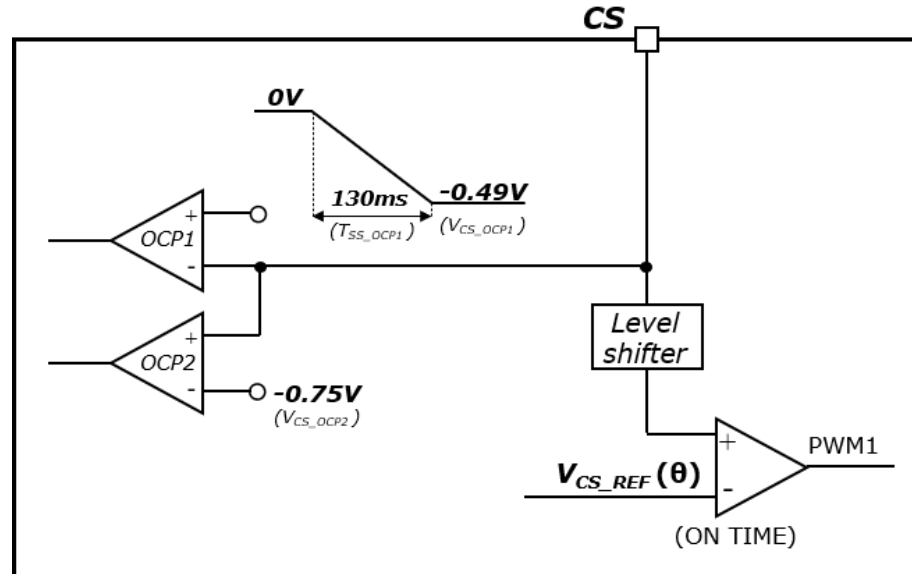 CS
0V
130ms
-0.49V
(TSS_OCP1)
(VCS_OCP1)
+
OCP1
-
+
OCP2
-
-0.75V
(VCS_OCP2)
Level
shifter
+
PWM1
VCS_REF(θ)
-
(ON TIME)